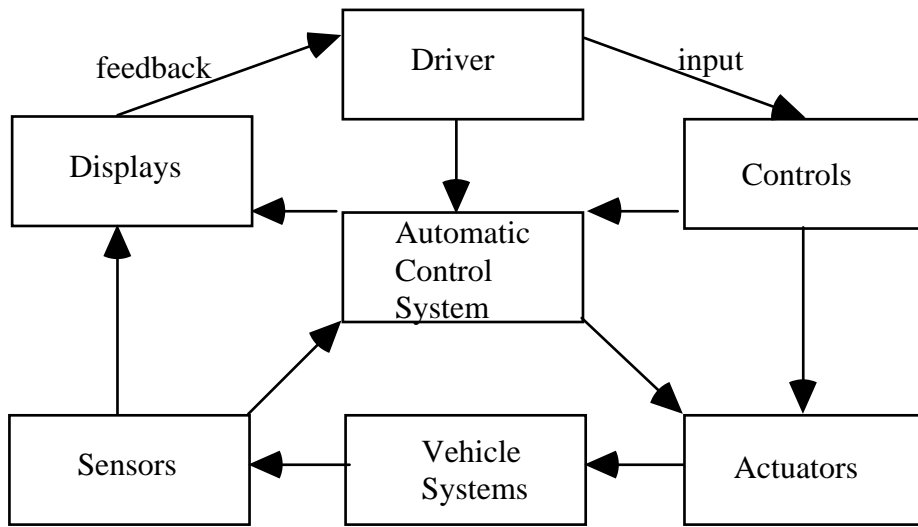 Driver
feedback
input
Displays
Controls
Automatic
Control
System
Sensors
Vehicle
Systems
Actuators